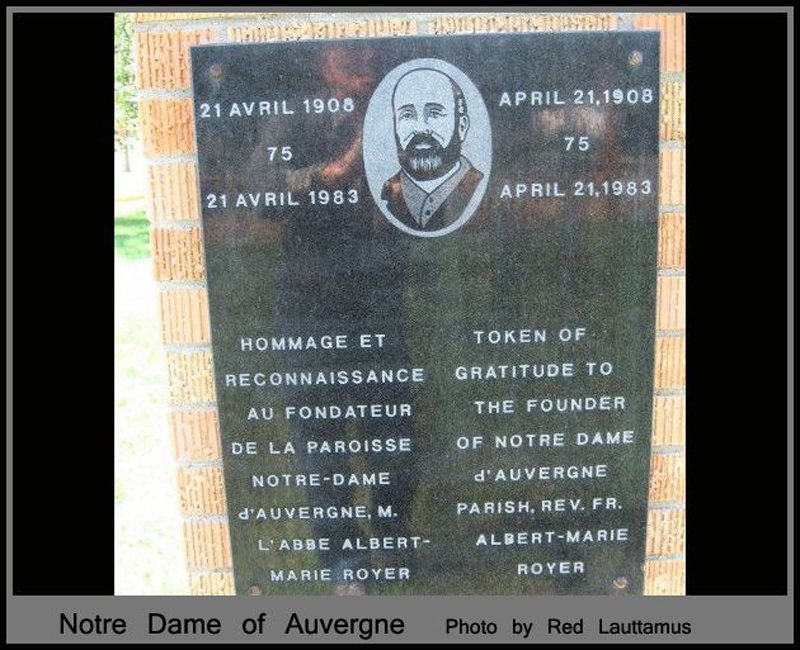 21 AVRIL 1908
75
21 AVRIL 1983
APRIL 21,1908
75
APRIL 21,1983
HOMMAGE ET
RECONNAISSANCE
AU FONDATEUR
DE LA PAROISSE
NOTRE-DAME
d'AUVERGNE, M.
L'ABBE ALBERT-
MARIE ROYER
TOKEN OF
GRATITUDE TO
THE FOUNDER
OF NOTRE DAME
d'AUVERGNE
PARISH, REV. FR.
ALBERT-MARIE
ROYER
Notre Dame of Auvergne Photo by Red Lauttamus